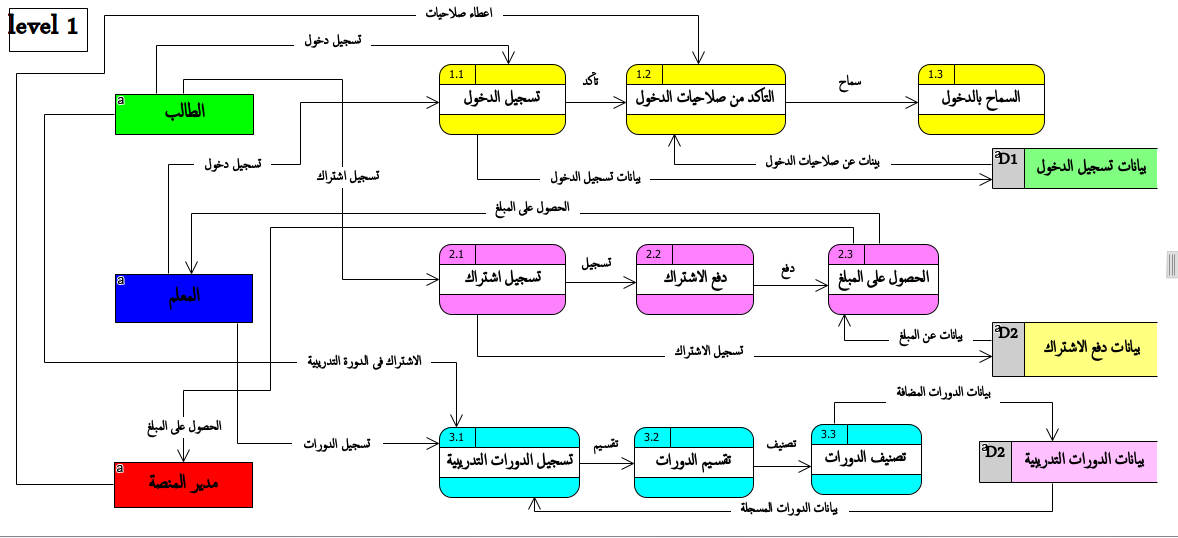 level 1
اعطاء صلاحيات
تسجيل دخول
1.1
تسجيل الدخول
تأكد
1.2
التأكد من صلاحيات الدخول
سماح
1.3
السماح بالدخول
a
الطالب
تسجيل دخول
تسجيل اشتراك
بينات عن صلاحيات الدخول
بيانات تسجيل الدخول
a
D1
بيانات تسجيل الدخول
الحصول على المبلغ
a
المعلم
2.1
تسجيل اشتراك
تسجيل
2.2
دفع الاشتراك
دفع
2.3
الحصول على المبلغ
بيانات عن المبلغ
تسجيل الاشتراك
a
D2
بيانات دفع الاشتراك
الاشتراك فى الدورة التدريبية
بيانات الدورات المضافة
الحصول على المبلغ
تسجيل الدورات
3.1
تسجيل الدورات التدريبية
تقسيم
3.2
تقسيم الدورات
تصنيف
3.3
تصنيف الدورات
a
D2
بيانات الدورات التدريبية
a
مدير المنصة
بيانات الدورات المسجلة